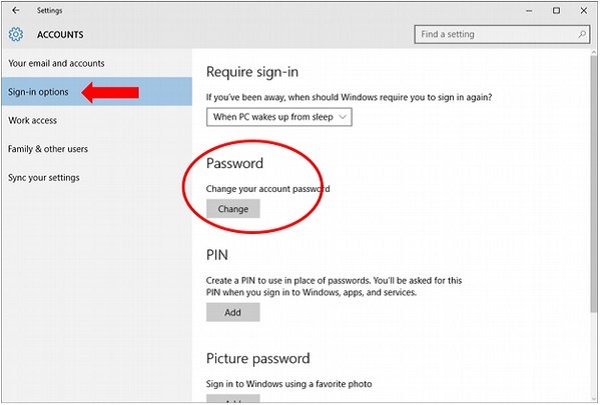 Settings
ACCOUNTS
Find a setting
Your email and accounts
Sign-in options
Work access
Family & other users
Sync your settings
Require sign-in
If you've been away, when should Windows require you to sign in again?
When PC wakes up from sleep
Password
Change your account password
Change
PIN
Create a PIN to use in place of passwords. You'll be asked for this
PIN when you sign in to Windows, apps, and services.
Add
Picture password
Sign in to Windows using a favorite photo